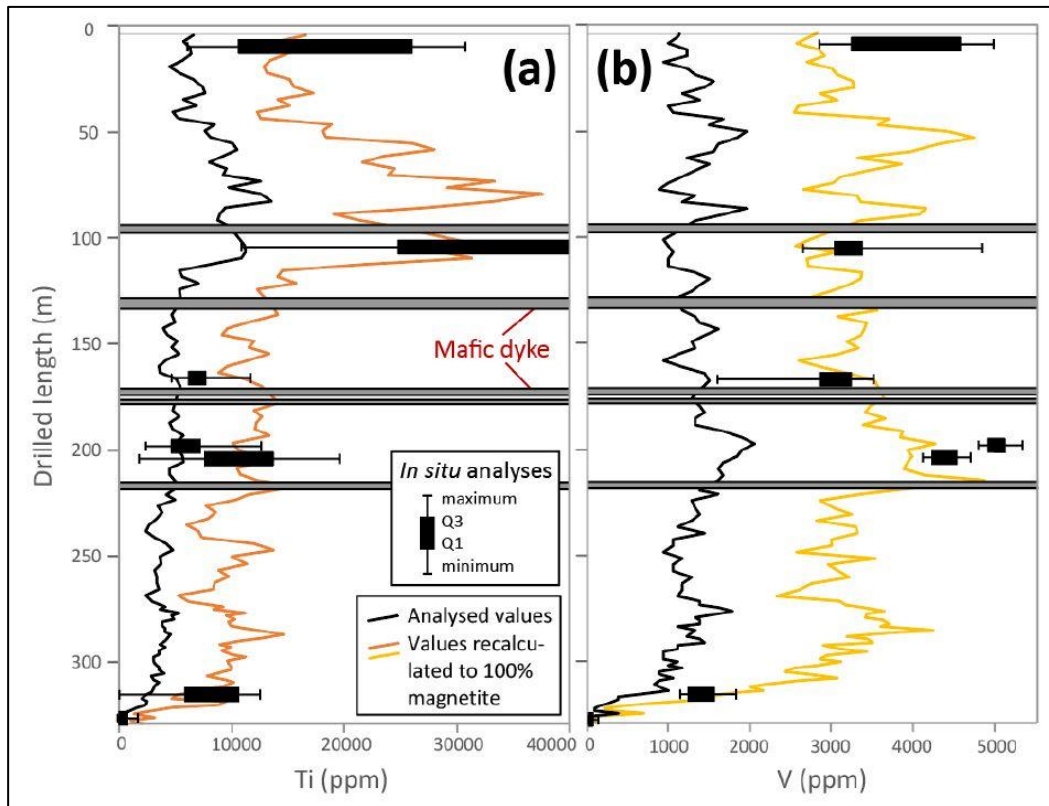 0
50
100
150
200
250
300
Drilled length (m)
(a)
(b)
Mafic dyke
In situ analyses
maximum
Q3
Q1
minimum
Analysed values
Values recalcu-
lated to 100%
magnetite
0
10000
20000
30000
40000
0
1000
2000
3000
4000
5000
Ti (ppm)
V (ppm)